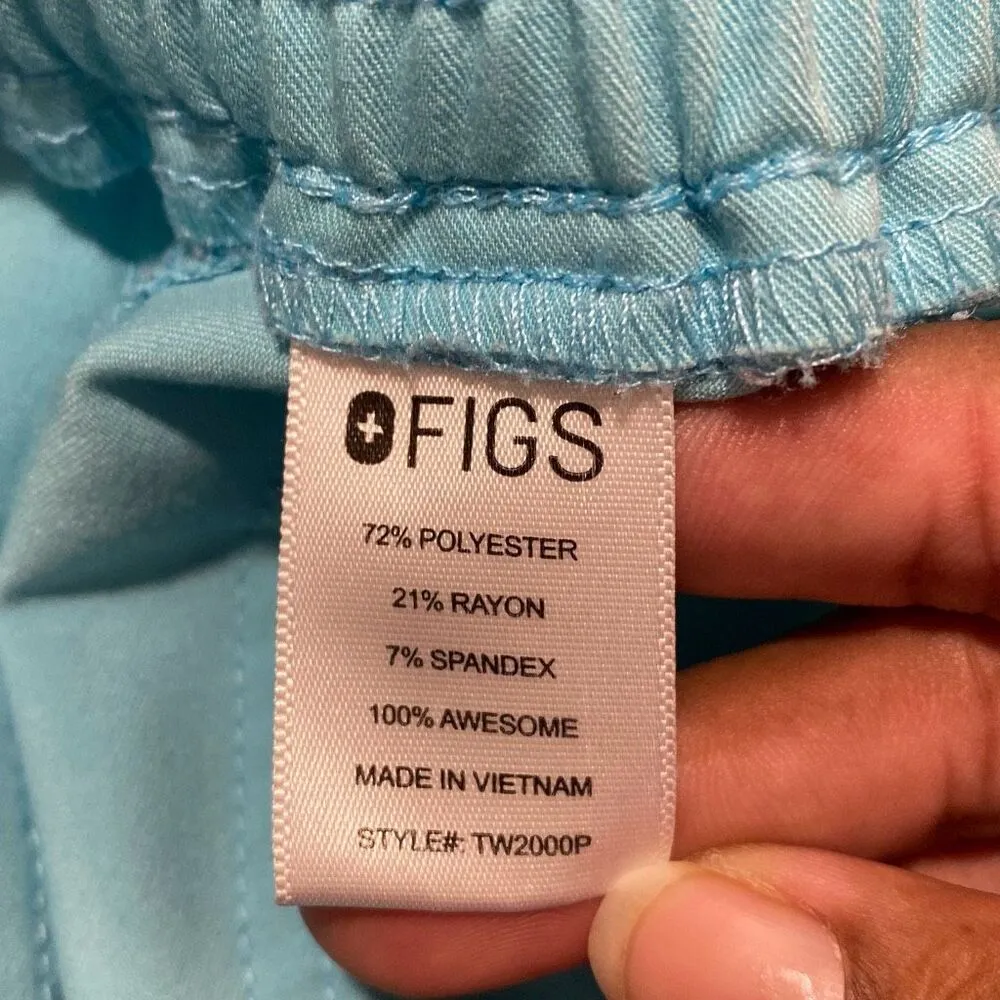 FIGS
72% POLYESTER
21% RAYON
7% SPANDEX
100% AWESOME
MADE IN VIETNAM
STYLE#: TW2000P